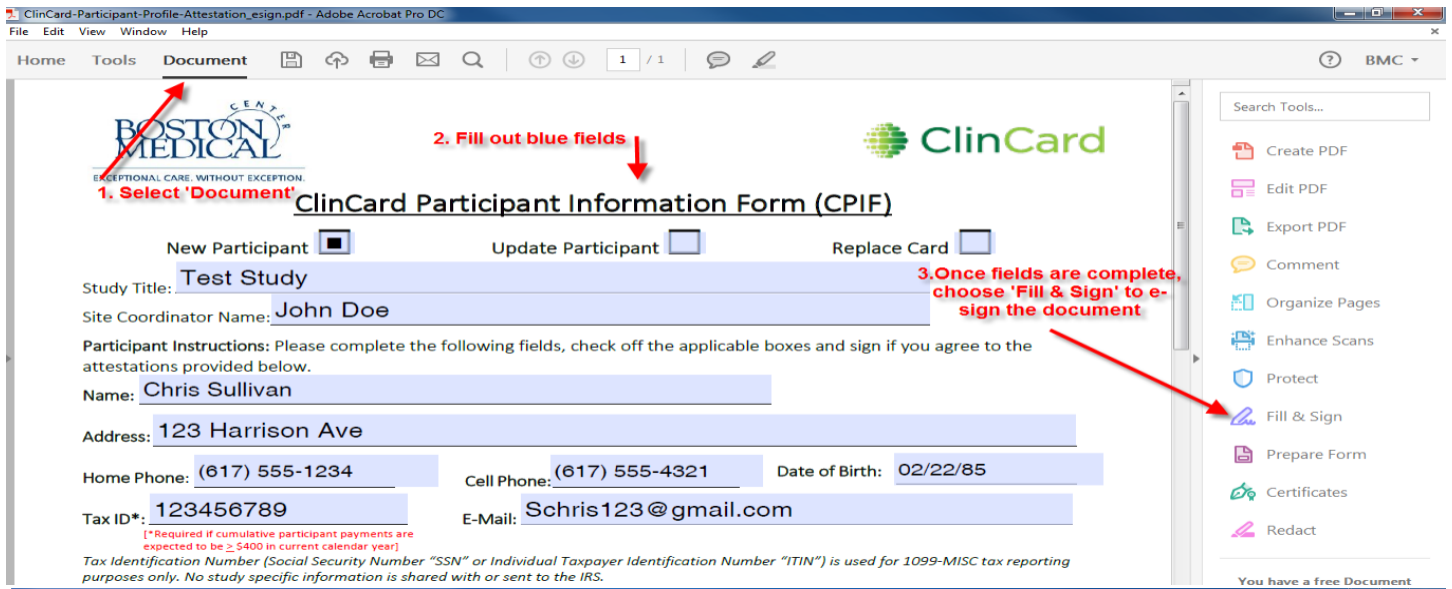 ClinCard-Participant-Profile-Attestation_esign.pdf - Adobe Acrobat Pro DC
File Edit View Window Help
Home Tools Document 1 / 1 ? BMC
BOSTON MEDICAL CENTER
EXCEPTIONAL CARE. WITHOUT EXCEPTION.
1. Select 'Document'
2. Fill out blue fields
ClinCard
ClinCard Participant Information Form (CPIF)
New Participant Update Participant Replace Card
Study Title: Test Study
Site Coordinator Name: John Doe
3.Once fields are complete,
choose 'Fill & Sign' to e-
sign the document
Participant Instructions: Please complete the following fields, check off the applicable boxes and sign if you agree to the
attestations provided below.
Name: Chris Sullivan
Address: 123 Harrison Ave
Home Phone: (617) 555-1234 Cell Phone: (617) 555-4321 Date of Birth: 02/22/85
Tax ID*: 123456789 E-Mail: Schris123@gmail.com
[*Required if cumulative participant payments are
expected to be ≥ $400 in current calendar year]
Tax Identification Number (Social Security Number “SSN” or Individual Taxpayer Identification Number “ITIN”) is used for 1099-MISC tax reporting
purposes only. No study specific information is shared with or sent to the IRS.
Search Tools...
Create PDF
Edit PDF
Export PDF
Comment
Organize Pages
Enhance Scans
Protect
Fill & Sign
Prepare Form
Certificates
Redact
You have a free Document